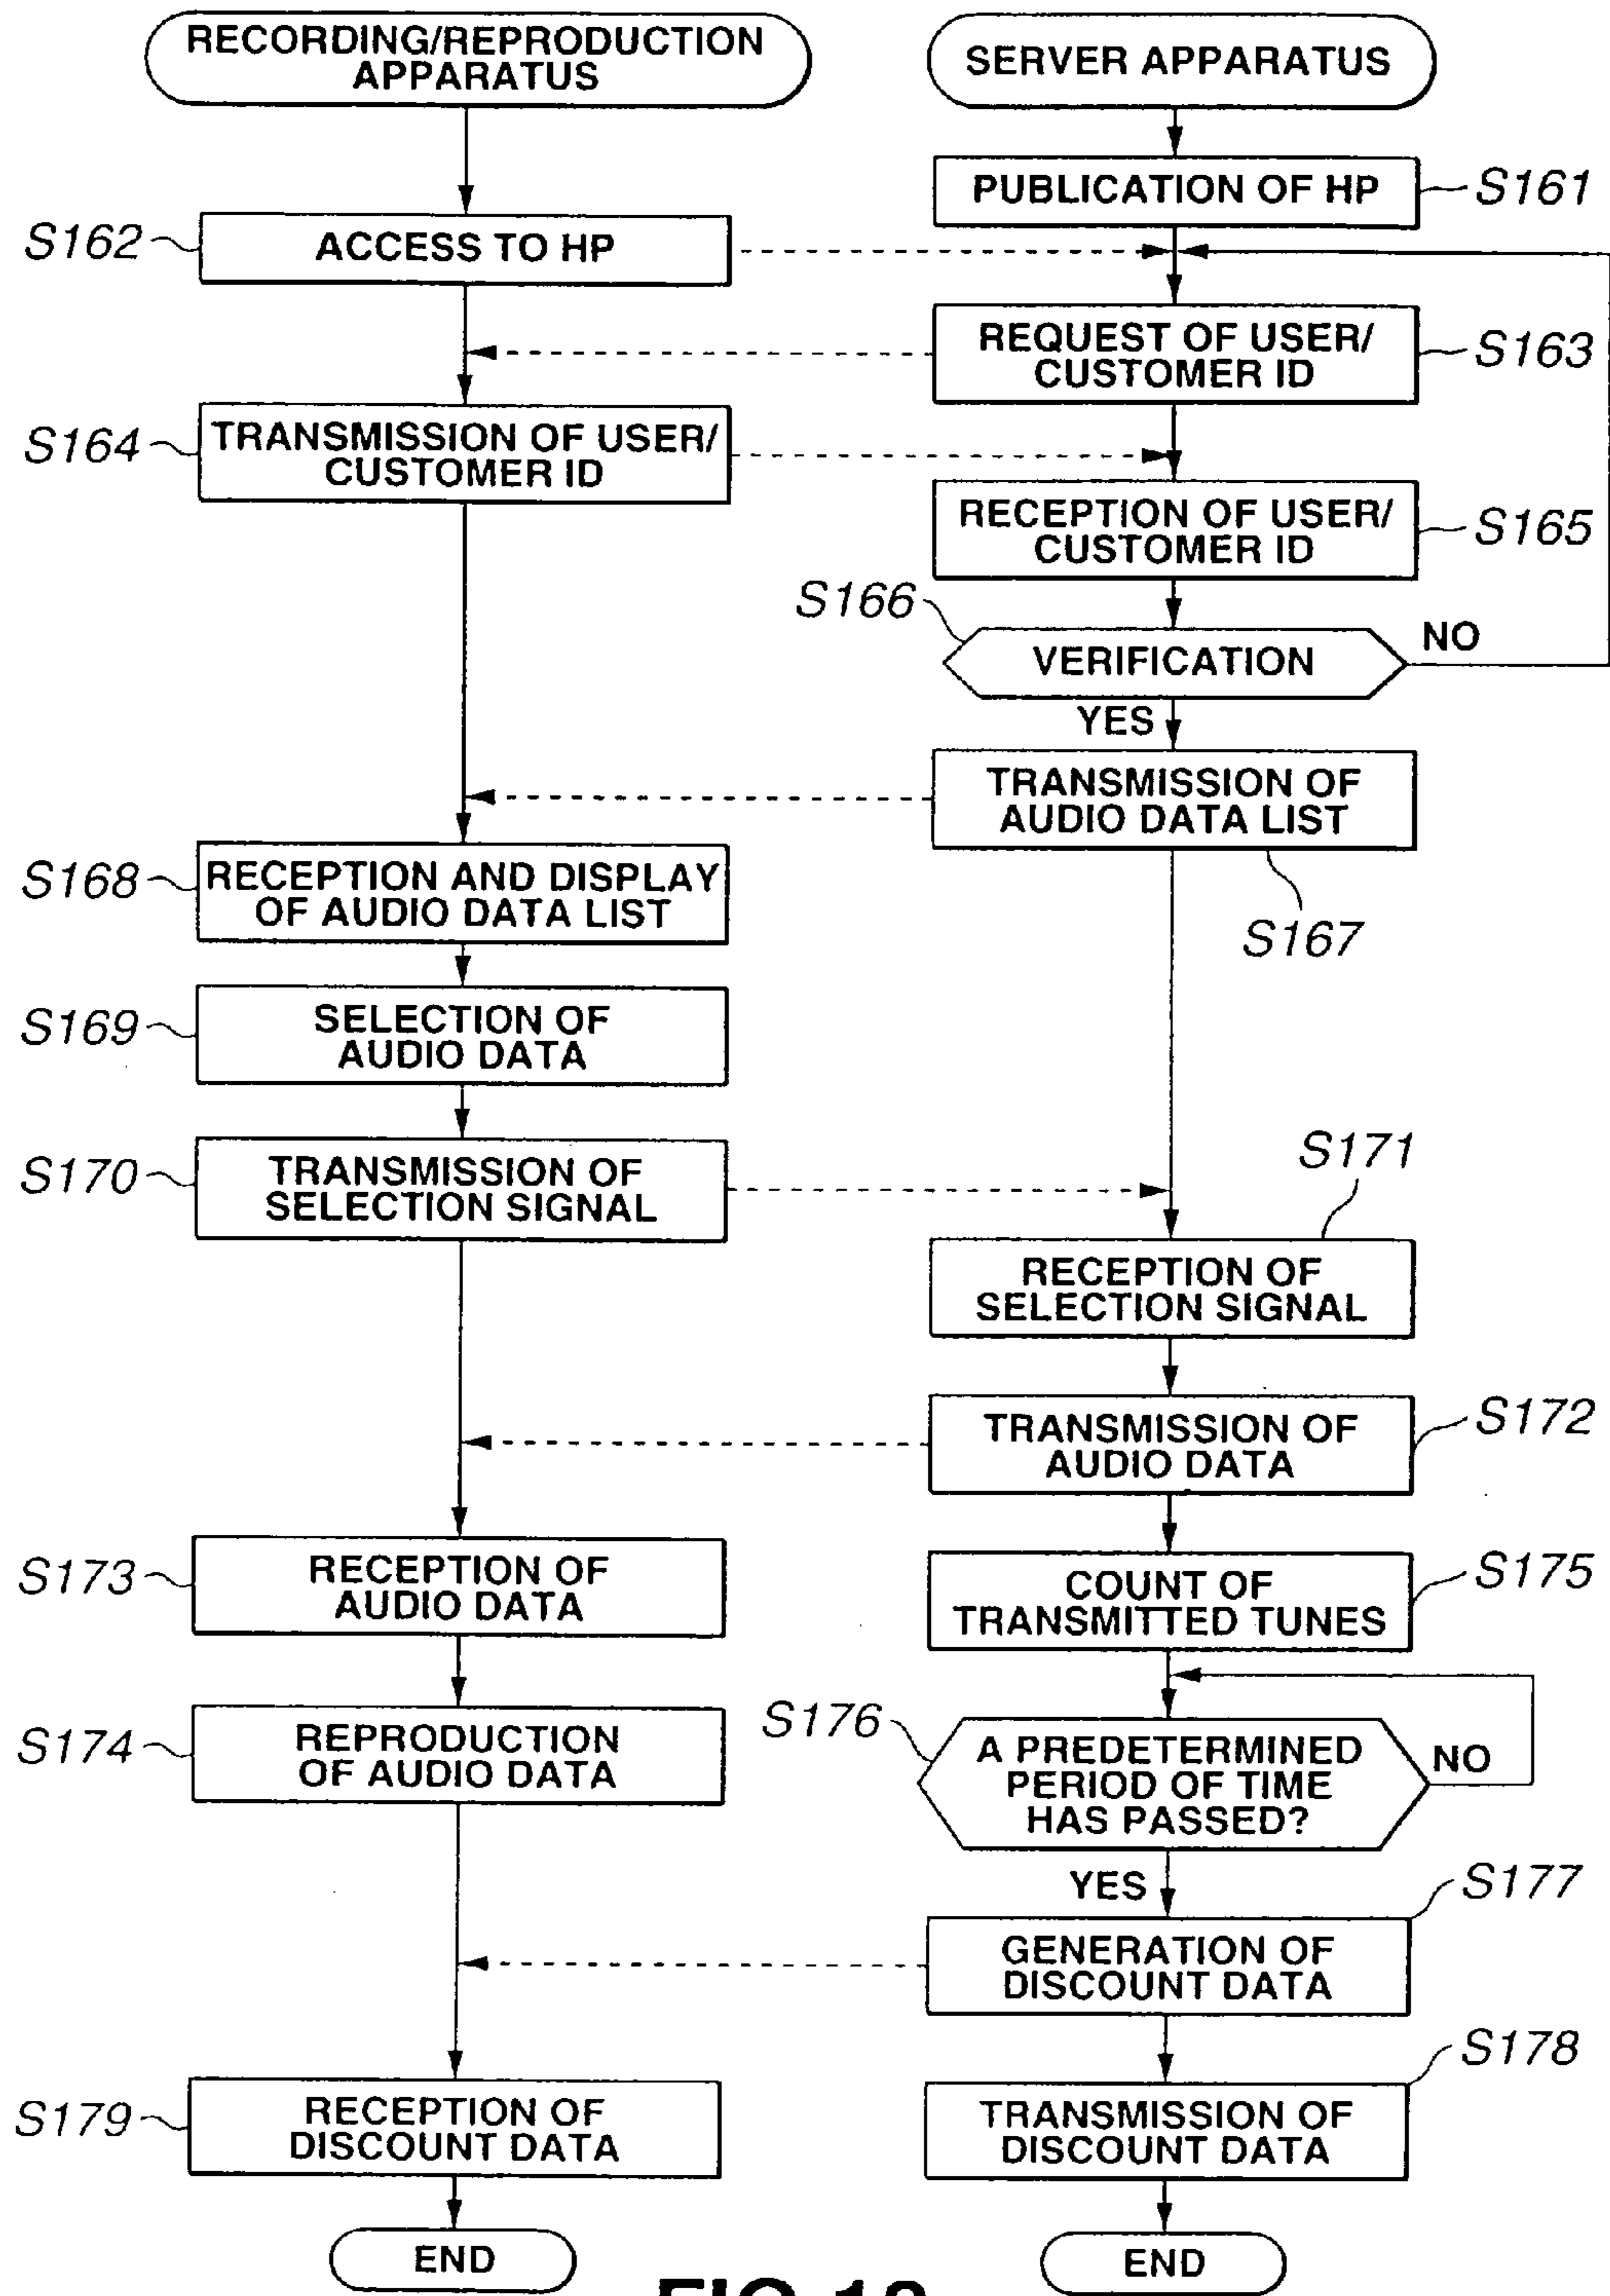 RECORDING/REPRODUCTION
APPARATUS
SERVER APPARATUS
PUBLICATION OF HP
S161
S162
ACCESS TO HP
REQUEST OF USER/
CUSTOMER ID
S163
S164
TRANSMISSION OF USER/
CUSTOMER ID
RECEPTION OF USER/
CUSTOMER ID
S165
S166
VERIFICATION
NO
YES
TRANSMISSION OF
AUDIO DATA LIST
S167
S168
RECEPTION AND DISPLAY
OF AUDIO DATA LIST
S169
SELECTION OF
AUDIO DATA
S170
TRANSMISSION OF
SELECTION SIGNAL
S171
RECEPTION OF
SELECTION SIGNAL
TRANSMISSION OF
AUDIO DATA
S172
S173
RECEPTION OF
AUDIO DATA
COUNT OF
TRANSMITTED TUNES
S175
S174
REPRODUCTION
OF AUDIO DATA
S176
A PREDETERMINED
PERIOD OF TIME
HAS PASSED?
NO
YES
S177
GENERATION OF
DISCOUNT DATA
S178
S179
RECEPTION OF
DISCOUNT DATA
TRANSMISSION OF
DISCOUNT DATA
END
END